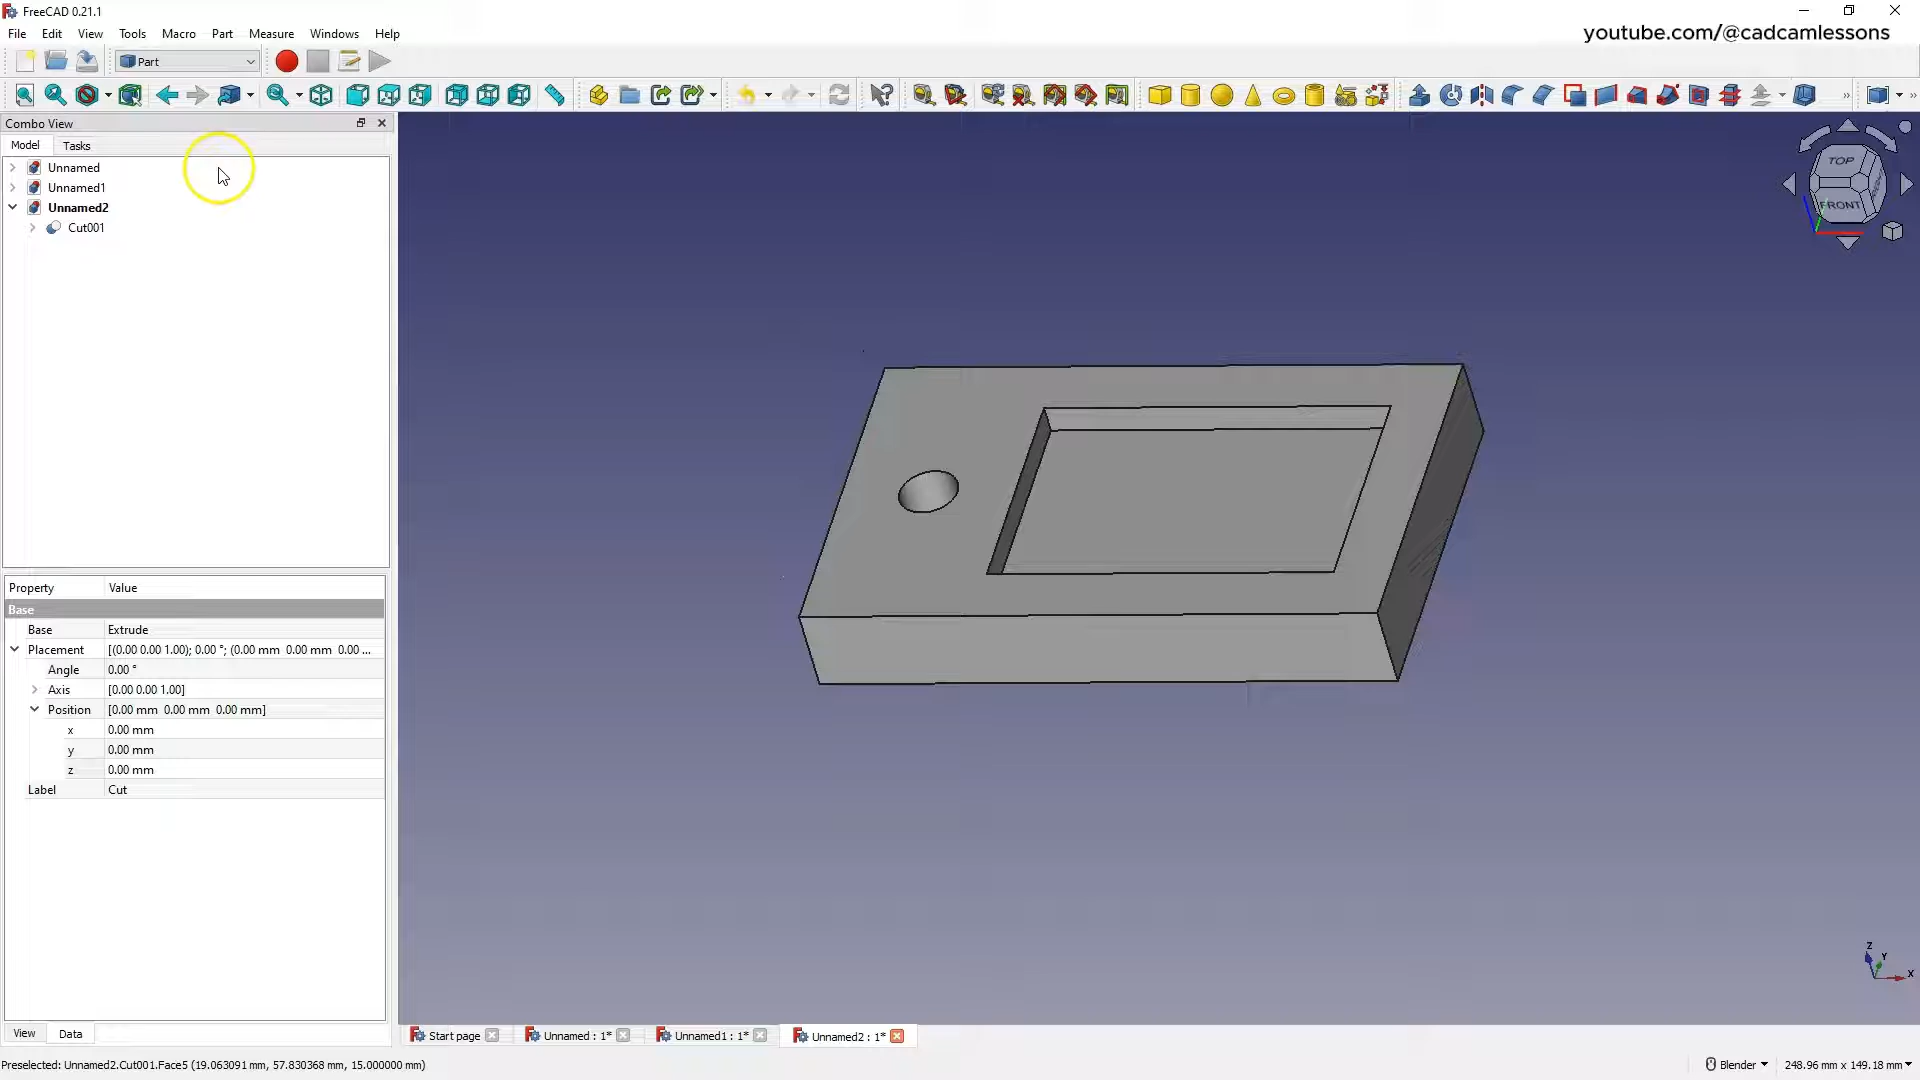 FreeCAD 0.21.1
youtube.com/@cadcamlessons
File Edit View Tools Macro Part Measure Windows Help
Part
Combo View
Model Tasks
Unnamed
Unnamed1
Unnamed2
Cut001
TOP
FRONT
Property Value
Base
Base Extrude
Placement [(0.00 0.00 1.00); 0.00 °; (0.00 mm 0.00 mm 0.00 ...
Angle 0.00 °
Axis [0.00 0.00 1.00]
Position [0.00 mm 0.00 mm 0.00 mm]
x 0.00 mm
y 0.00 mm
z 0.00 mm
Label Cut
Z
Y
X
View Data
Start page Unnamed : 1* Unnamed1 : 1* Unnamed2 : 1*
Preselected: Unnamed2.Cut001.Face5 (19.063091 mm, 57.830368 mm, 15.000000 mm)
Blender 248.96 mm x 149.18 mm